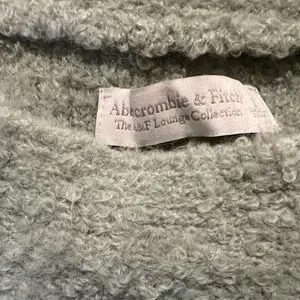 Abercrombie & Fitch
The A&F Lounge Collection